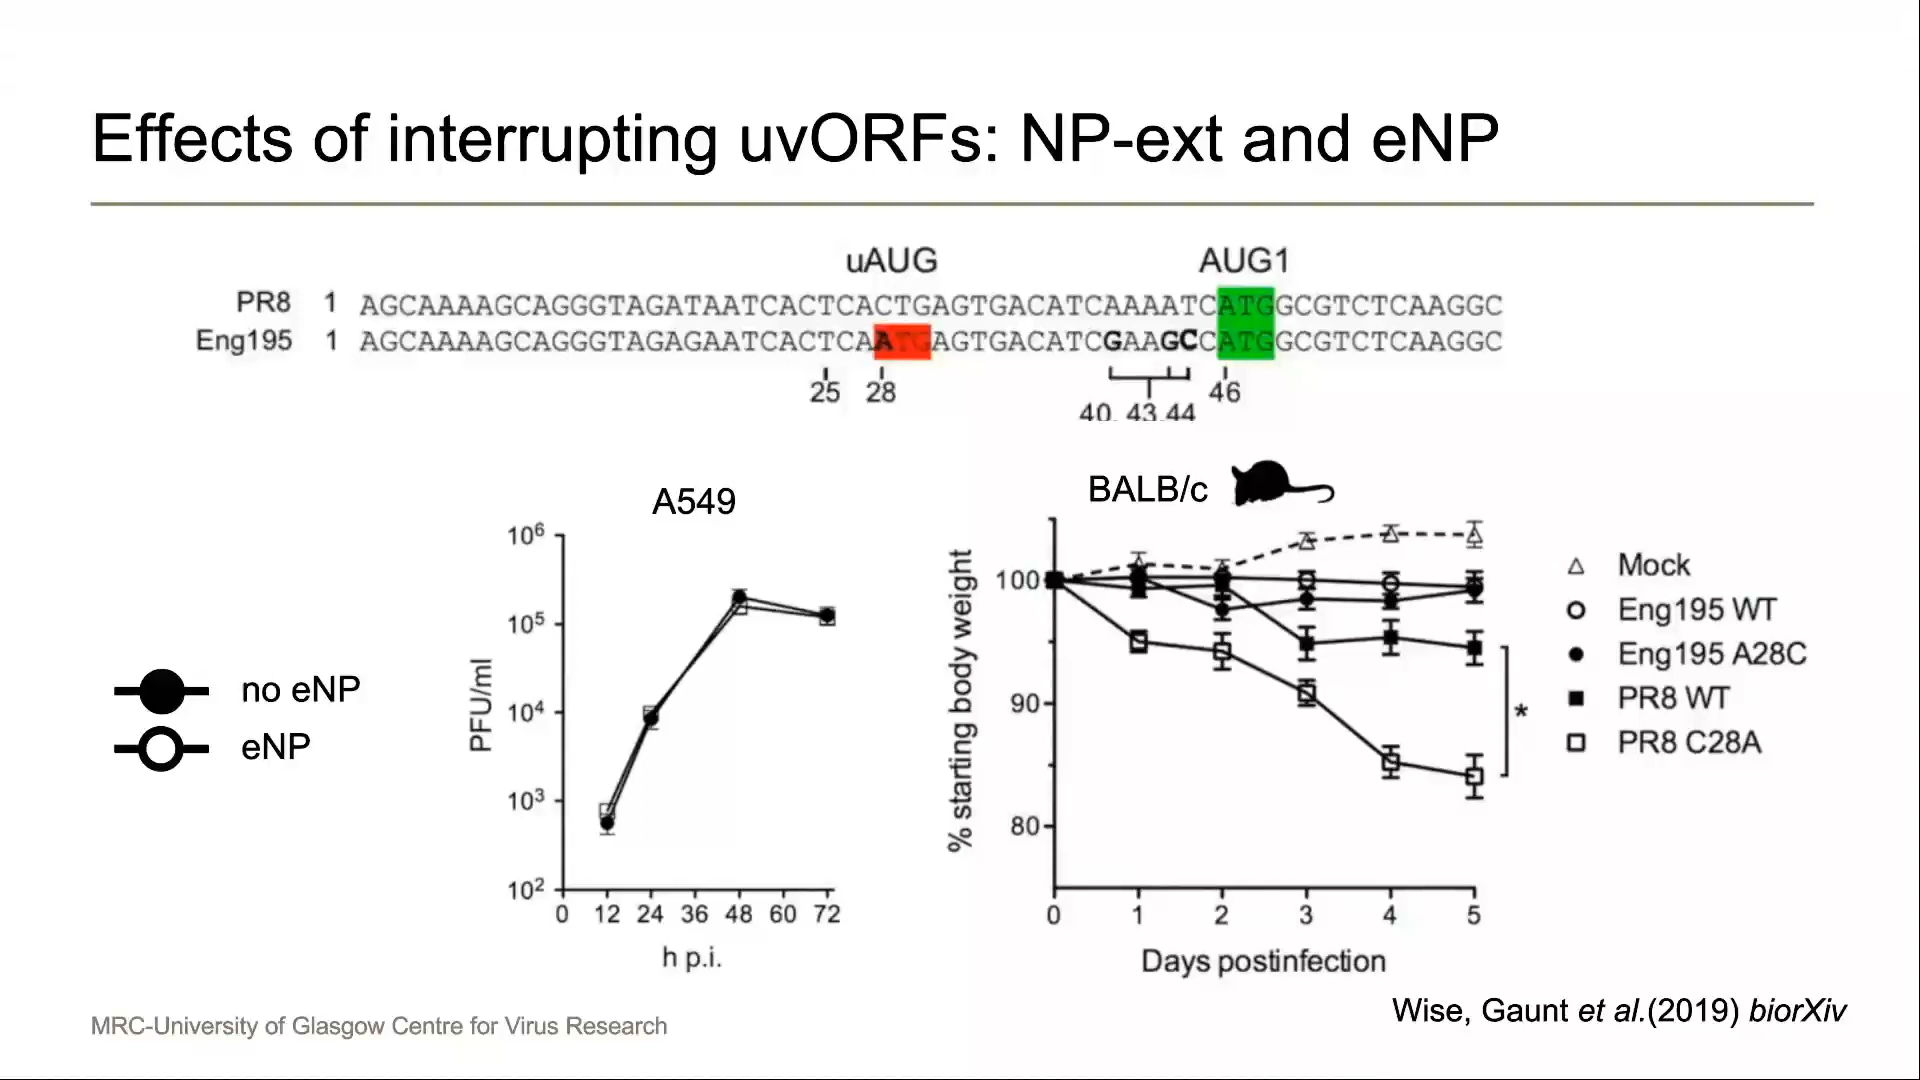 Effects of interrupting uvORFs: NP-ext and eNP
uAUG AUG1
PR8 1 AGCAAAAGCAGGGTAGATAATCACTCACTGAGTGACATCAAAATCATGGCGTCTCAAGGC
Eng195 1 AGCAAAAGCAGGGTAGAGAATCACTCAATGAGTGACATCGAAGCCATGGCGTCTCAAGGC
25 28 46
40, 43,44
A549
10⁶
10⁵
10⁴
10³
10²
PFU/ml
0 12 24 36 48 60 72
h p.i.
no eNP
eNP
BALB/c
100
90
80
% starting body weight
0 1 2 3 4 5
Days postinfection
*
Mock
Eng195 WT
Eng195 A28C
PR8 WT
PR8 C28A
Wise, Gaunt et al.(2019) biorXiv
MRC-University of Glasgow Centre for Virus Research